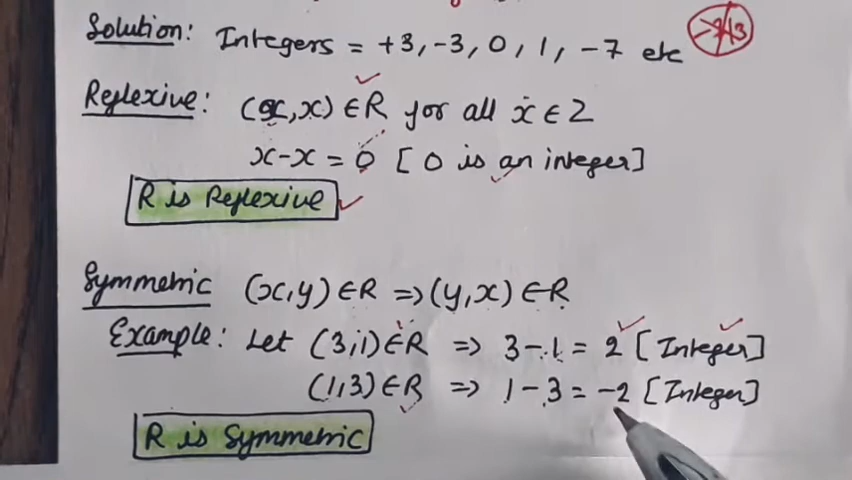 Solution: Integers = +3, -3, 0, 1, -7 etc
Reflexive: (x,x) ∈ R for all x ∈ Z
x-x = 0 [0 is an integer]
R is Reflexive
Symmetric (x,y) ∈ R => (y,x) ∈ R
Example: Let (3,1) ∈ R => 3-1 = 2 [Integer]
(1,3) ∈ R => 1-3 = -2 [Integer]
R is Symmetric